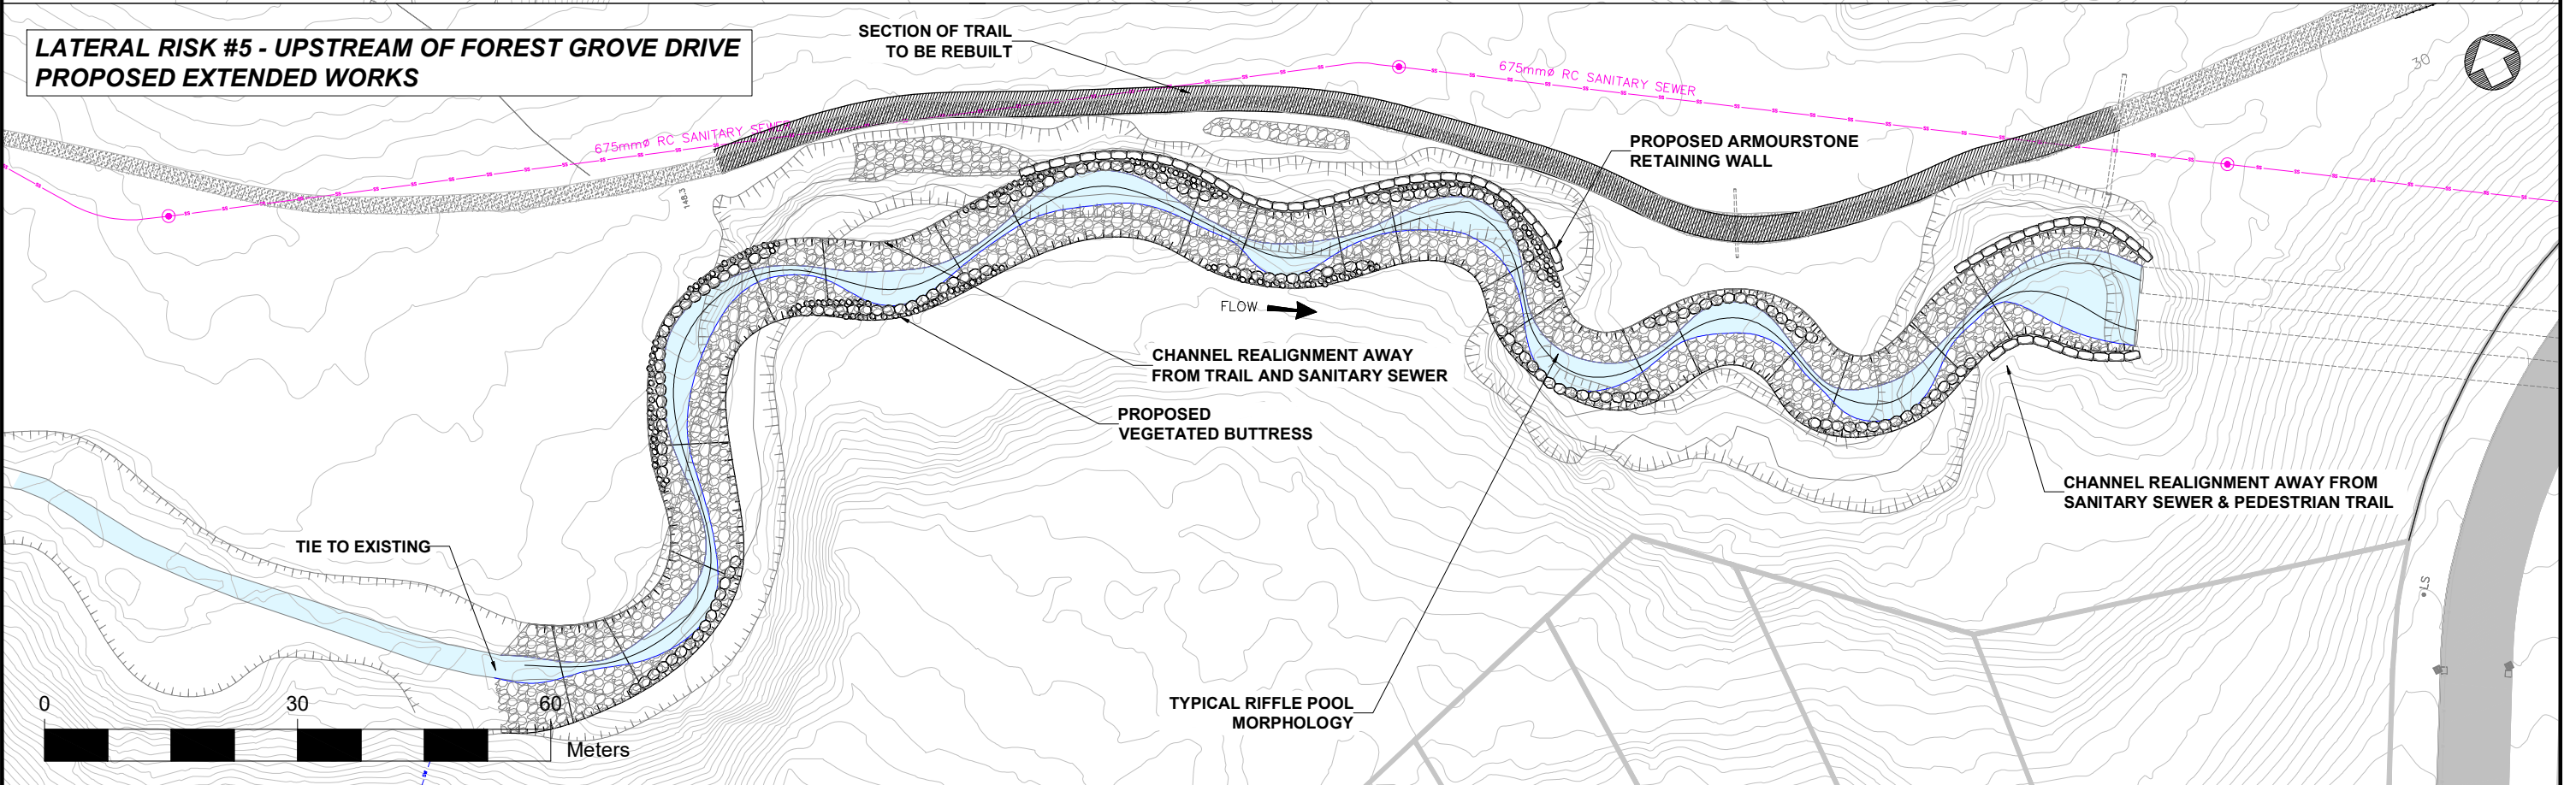 LATERAL RISK #5 - UPSTREAM OF FOREST GROVE DRIVE
PROPOSED EXTENDED WORKS
SECTION OF TRAIL
TO BE REBUILT
675mmø RC SANITARY SEWER
30
675mmø RC SANITARY SEWER
PROPOSED ARMOURSTONE
RETAINING WALL
1483
FLOW
CHANNEL REALIGNMENT AWAY
FROM TRAIL AND SANITARY SEWER
PROPOSED
VEGETATED BUTTRESS
CHANNEL REALIGNMENT AWAY FROM
SANITARY SEWER & PEDESTRIAN TRAIL
TIE TO EXISTING
LS
TYPICAL RIFFLE POOL
MORPHOLOGY
0 30 60
Meters